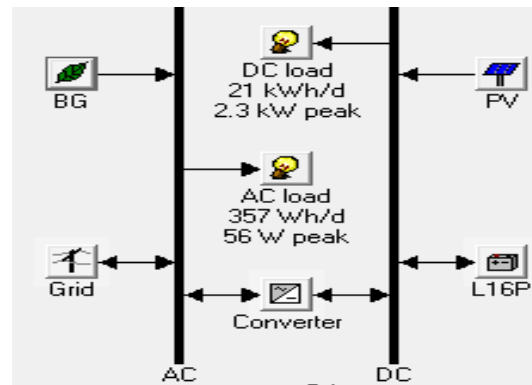 BG
DC load
21 kWh/d
2.3 kW peak
PV
AC load
357 Wh/d
56 W peak
Grid
Converter
L16P
AC
DC